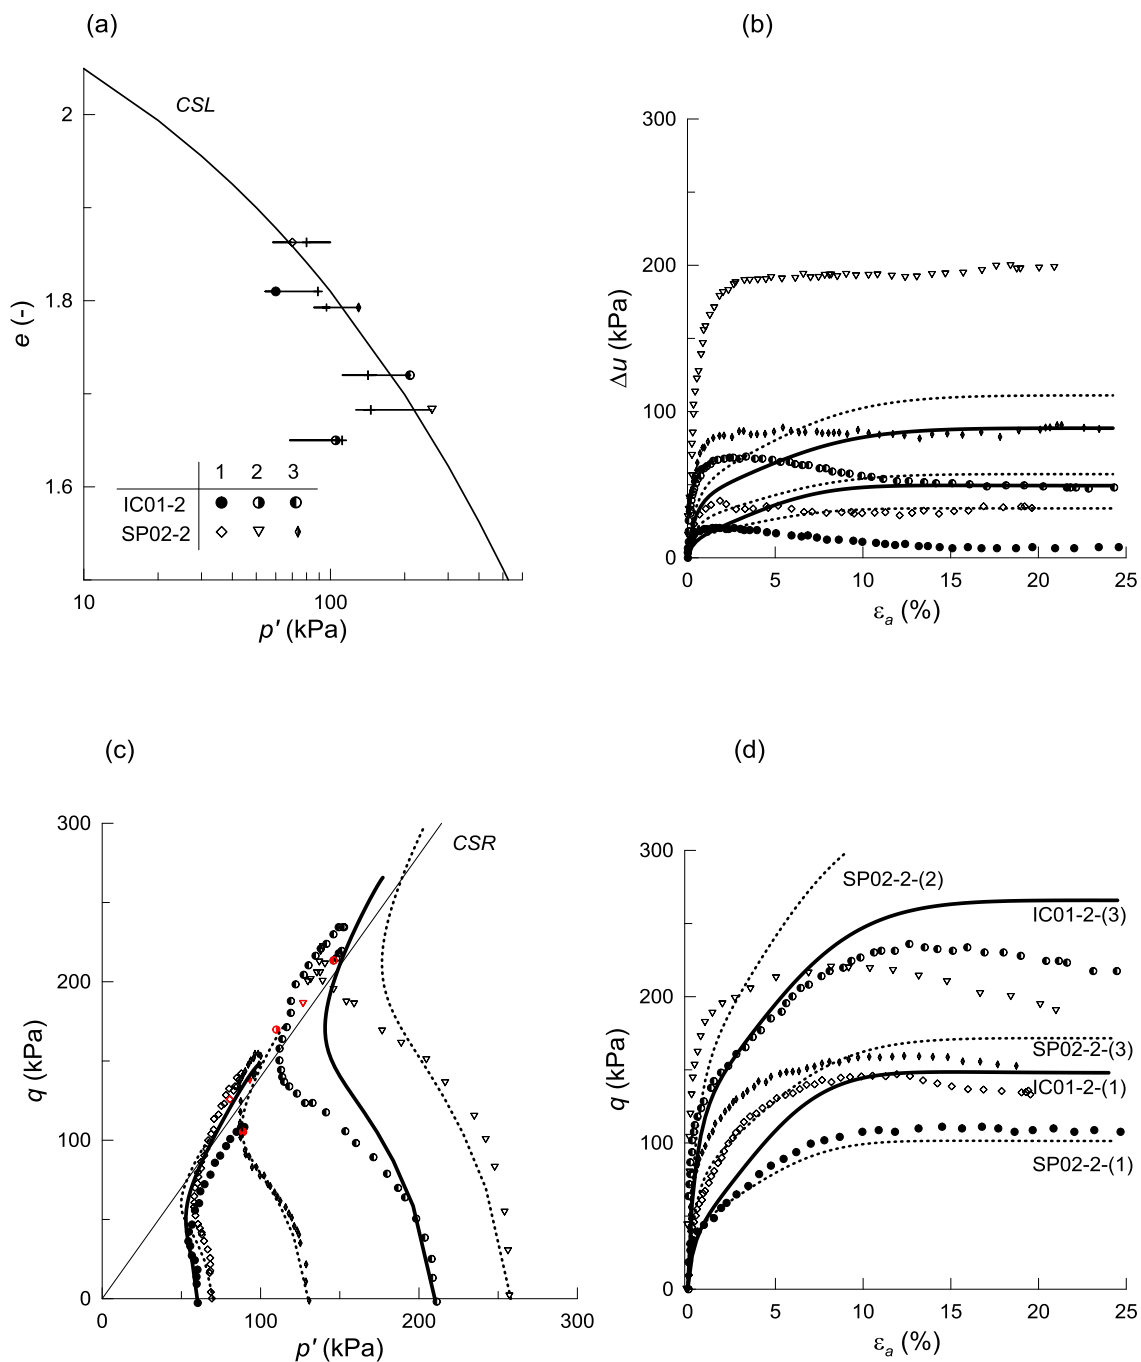 (a)
CSL
2
1.8
1.6
e (-)
1 2 3
IC01-2
SP02-2
10 100
p' (kPa)
(b)
300
200
100
0
Δu (kPa)
0 5 10 15 20 25
εa (%)
(c)
300
200
100
0
q (kPa)
CSR
0 100 200 300
p' (kPa)
(d)
300
200
100
0
q (kPa)
SP02-2-(2)
IC01-2-(3)
SP02-2-(3)
IC01-2-(1)
SP02-2-(1)
0 5 10 15 20 25
εa (%)